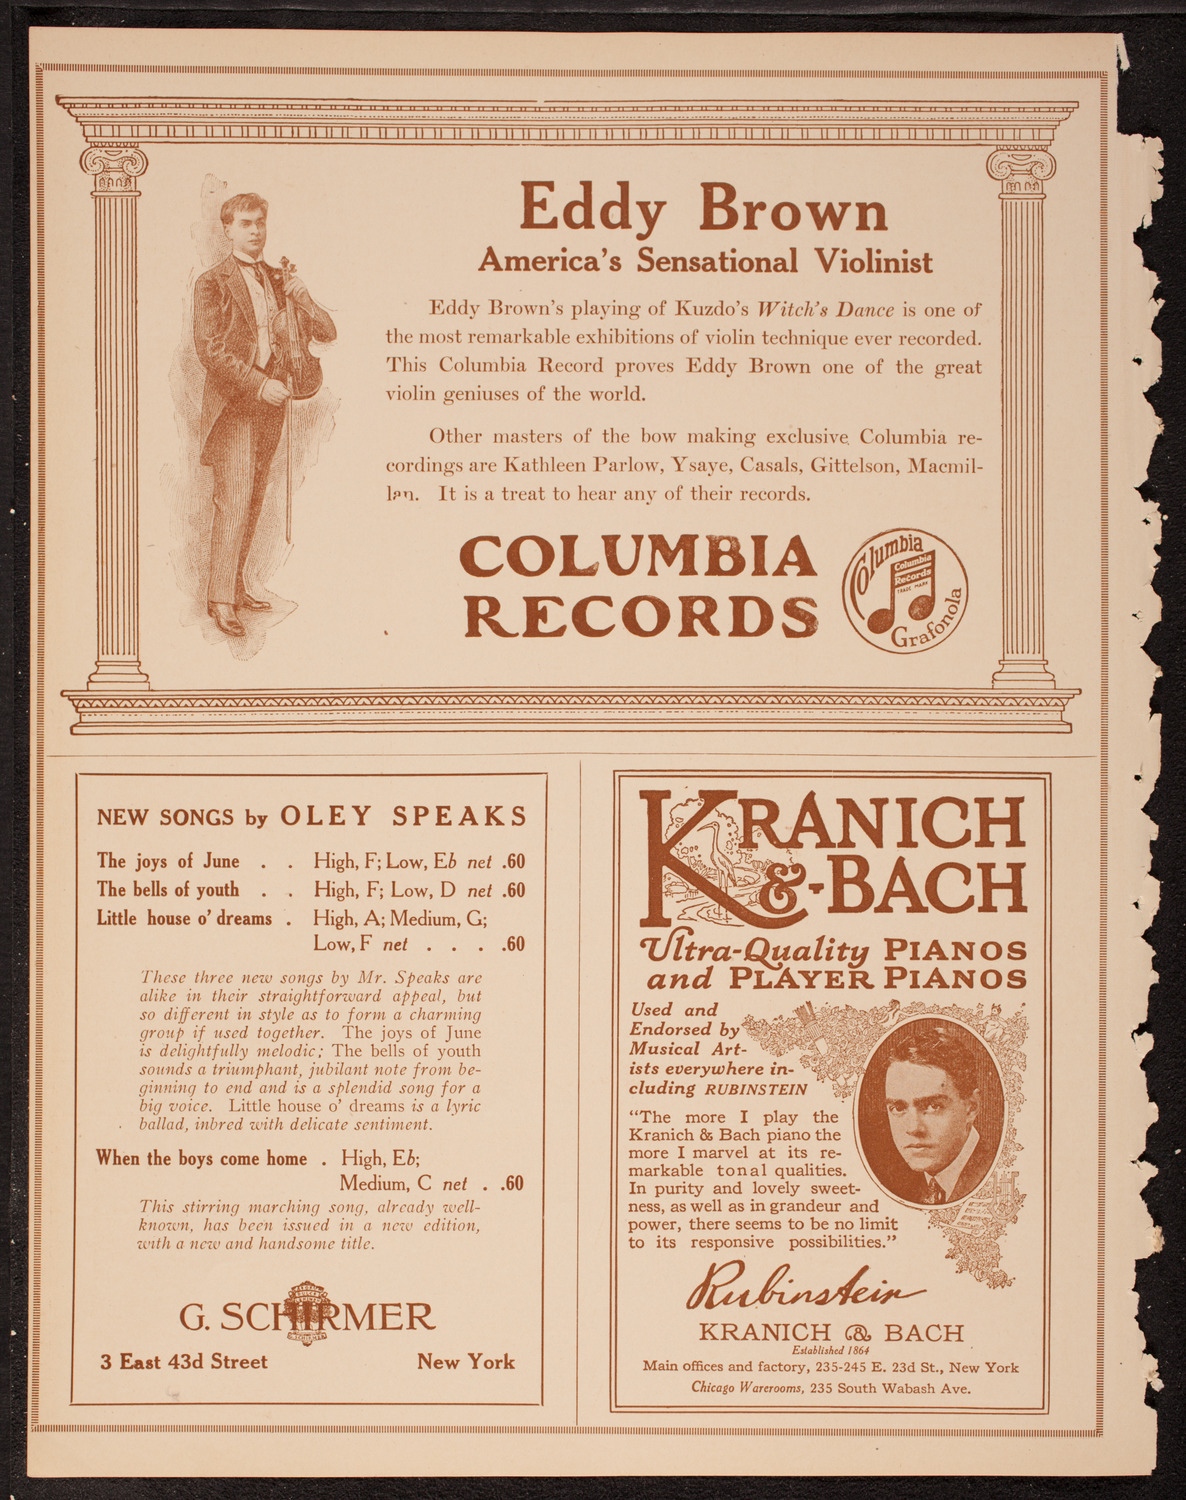 Eddy Brown
America's Sensational Violinist
Eddy Brown's playing of Kuzdo's Witch's Dance is one of
the most remarkable exhibitions of violin technique ever recorded.
This Columbia Record proves Eddy Brown one of the great
violin geniuses of the world.
Other masters of the bow making exclusive Columbia re-
cordings are Kathleen Parlow, Ysaye, Casals, Gittelson, Macmil-
lan. It is a treat to hear any of their records.
COLUMBIA
RECORDS
Columbia
Columbia
Records
TRADE MARK
Grafonola
NEW SONGS by OLEY SPEAKS
The joys of June . . High, F; Low, Eb net .60
The bells of youth . . High, F; Low, D net .60
Little house o' dreams . High, A; Medium, G;
Low, F net . . . .60
These three new songs by Mr. Speaks are
alike in their straightforward appeal, but
so different in style as to form a charming
group if used together. The joys of June
is delightfully melodic; The bells of youth
sounds a triumphant, jubilant note from be-
ginning to end and is a splendid song for a
big voice. Little house o' dreams is a lyric
ballad, inbred with delicate sentiment.
When the boys come home . High, Eb;
Medium, C net . .60
This stirring marching song, already well-
known, has been issued in a new edition,
with a new and handsome title.
G. SCHIRMER
3 East 43d Street New York
KRANICH
&-BACH
Ultra-Quality PIANOS
and PLAYER PIANOS
Used and
Endorsed by
Musical Art-
ists everywhere in-
cluding RUBINSTEIN
"The more I play the
Kranich & Bach piano the
more I marvel at its re-
markable tonal qualities.
In purity and lovely sweet-
ness, as well as in grandeur and
power, there seems to be no limit
to its responsive possibilities."
Rubinstein
KRANICH & BACH
Established 1864
Main offices and factory, 235-245 E. 23d St., New York
Chicago Warerooms, 235 South Wabash Ave.